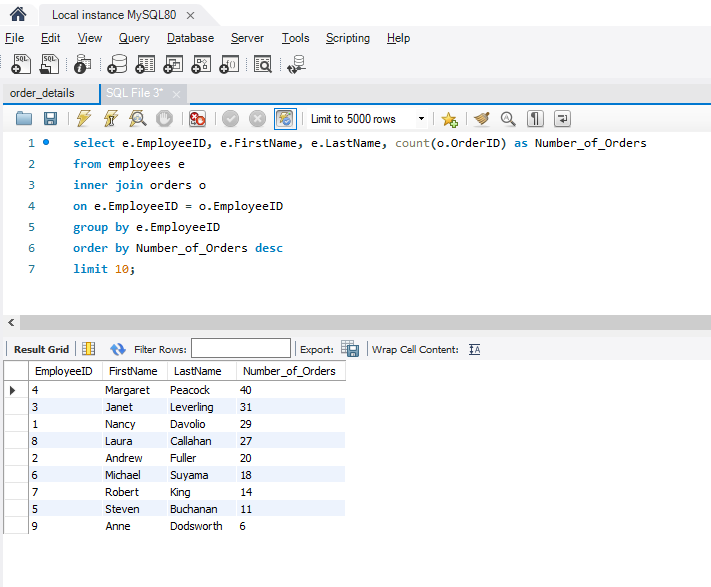 Local instance MySQL80
File Edit View Query Database Server Tools Scripting Help
order_details SQL File 3*
Limit to 5000 rows
1 select e.EmployeeID, e.FirstName, e.LastName, count(o.OrderID) as Number_of_Orders
2 from employees e
3 inner join orders o
4 on e.EmployeeID = o.EmployeeID
5 group by e.EmployeeID
6 order by Number_of_Orders desc
7 limit 10;
Result Grid Filter Rows: Export: Wrap Cell Content:
EmployeeID FirstName LastName Number_of_Orders
4 Margaret Peacock 40
3 Janet Leverling 31
1 Nancy Davolio 29
8 Laura Callahan 27
2 Andrew Fuller 20
6 Michael Suyama 18
7 Robert King 14
5 Steven Buchanan 11
9 Anne Dodsworth 6